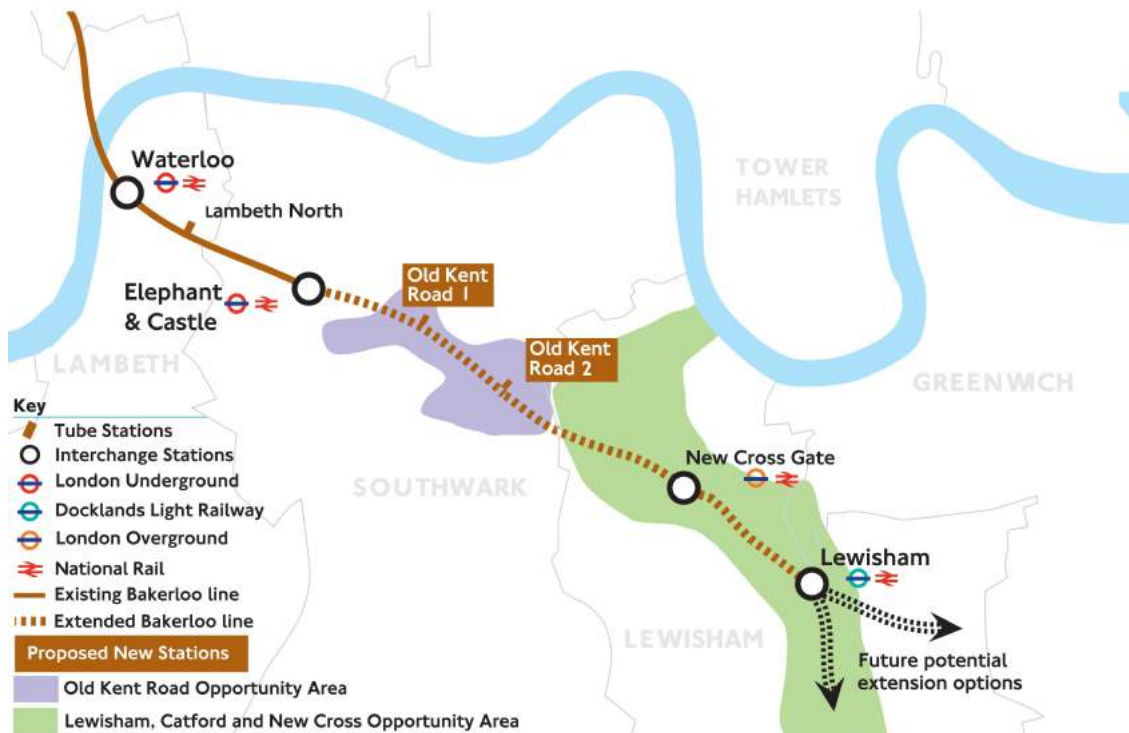 Waterloo
Lambeth North
TOWER
HAMLETS
Elephant
& Castle
Old Kent
Road 1
Old Kent
Road 2
LAMBETH
GREENWICH
SOUTHWARK
New Cross Gate
Lewisham
LEWISHAM
Future potential
extension options
Key
Tube Stations
Interchange Stations
London Underground
Docklands Light Railway
London Overground
National Rail
Existing Bakerloo line
Extended Bakerloo line
Proposed New Stations
Old Kent Road Opportunity Area
Lewisham, Catford and New Cross Opportunity Area